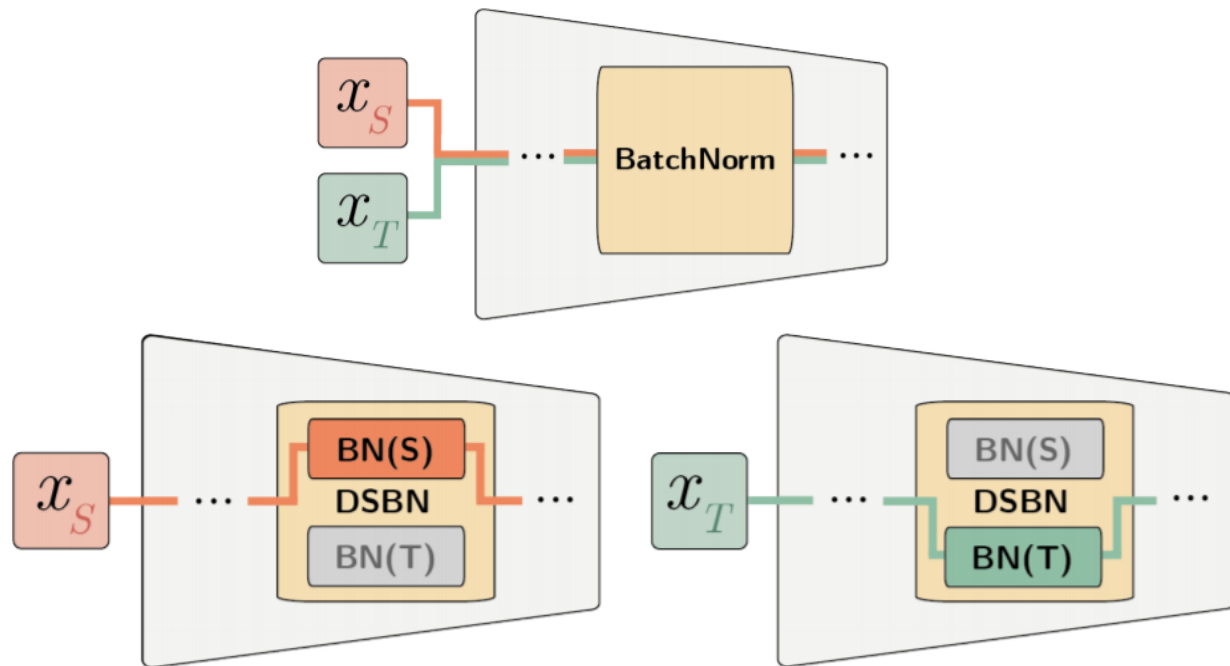 x_S
x_T
... BatchNorm ...
BN(S)
x_S ... DSBN ...
BN(T)
BN(S)
x_T ... DSBN ...
BN(T)